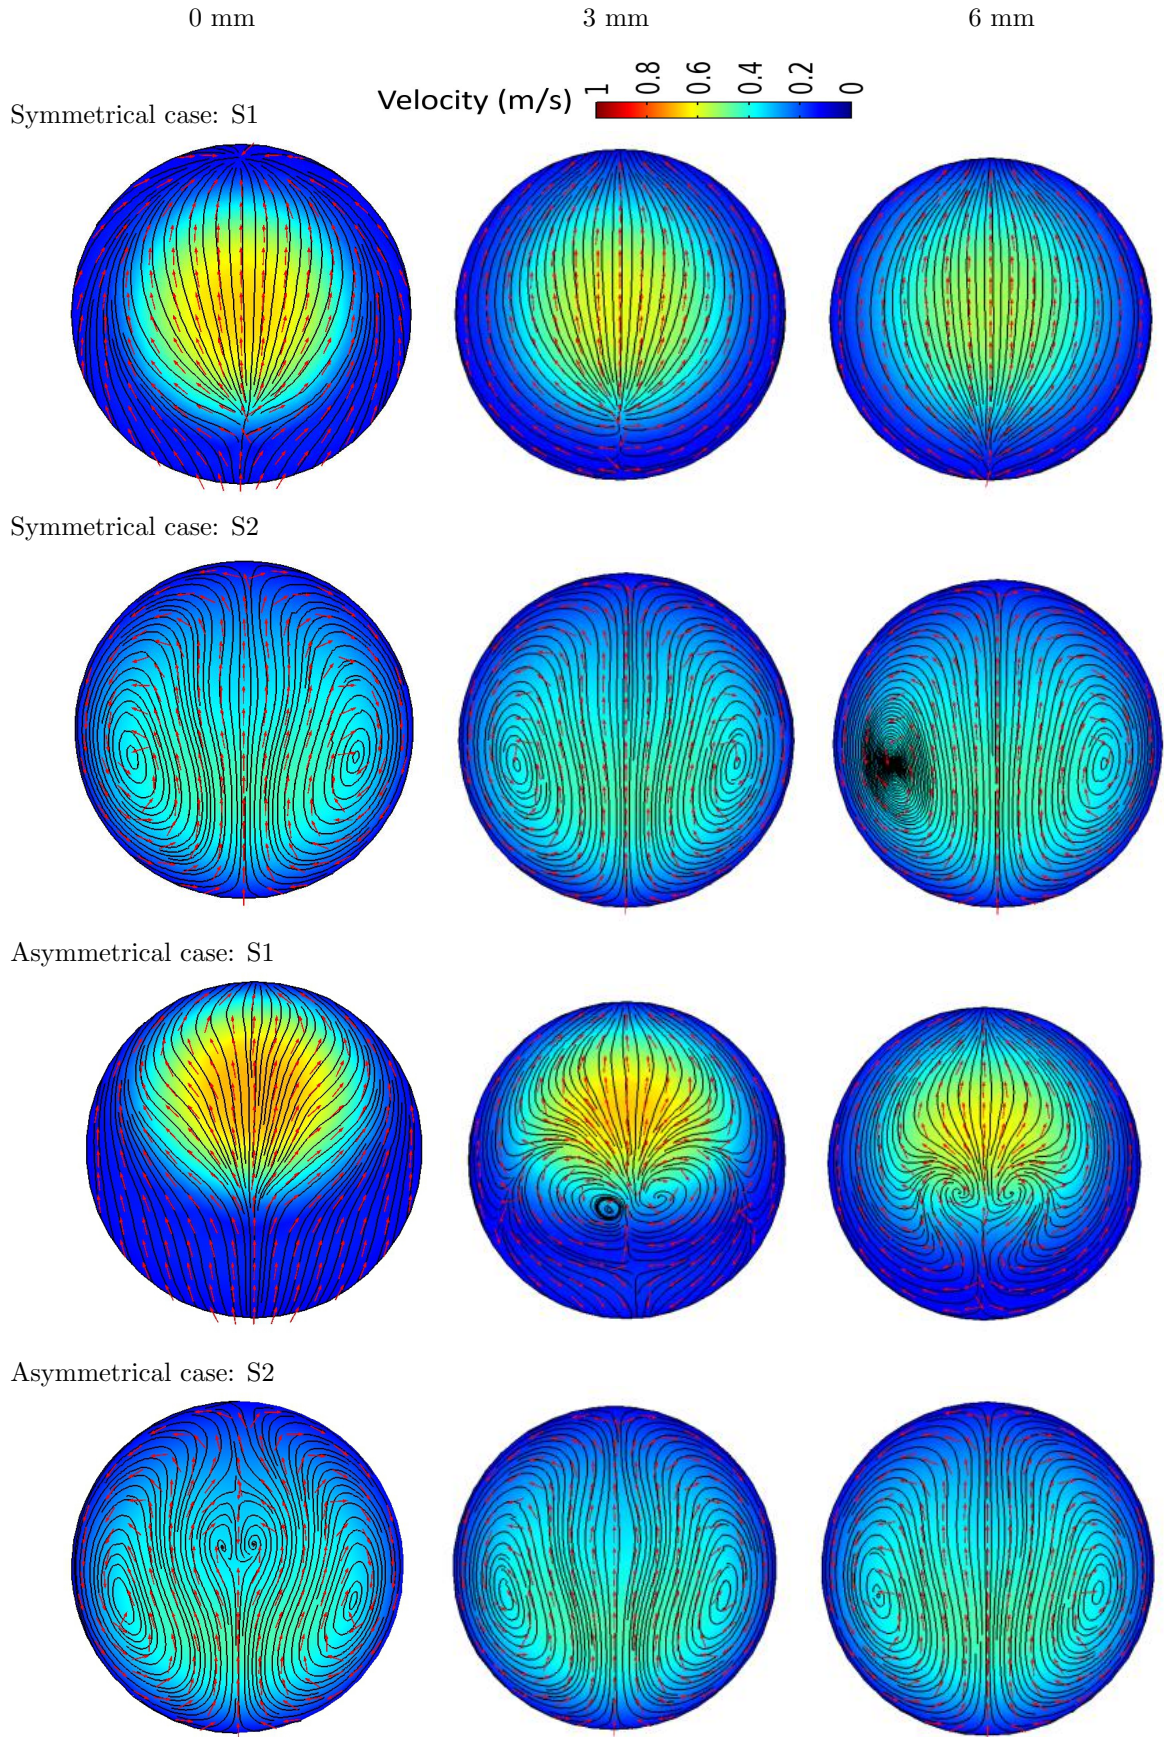 0 mm 3 mm 6 mm
Velocity (m/s) 1 0.8 0.6 0.4 0.2 0
Symmetrical case: S1
Symmetrical case: S2
Asymmetrical case: S1
Asymmetrical case: S2